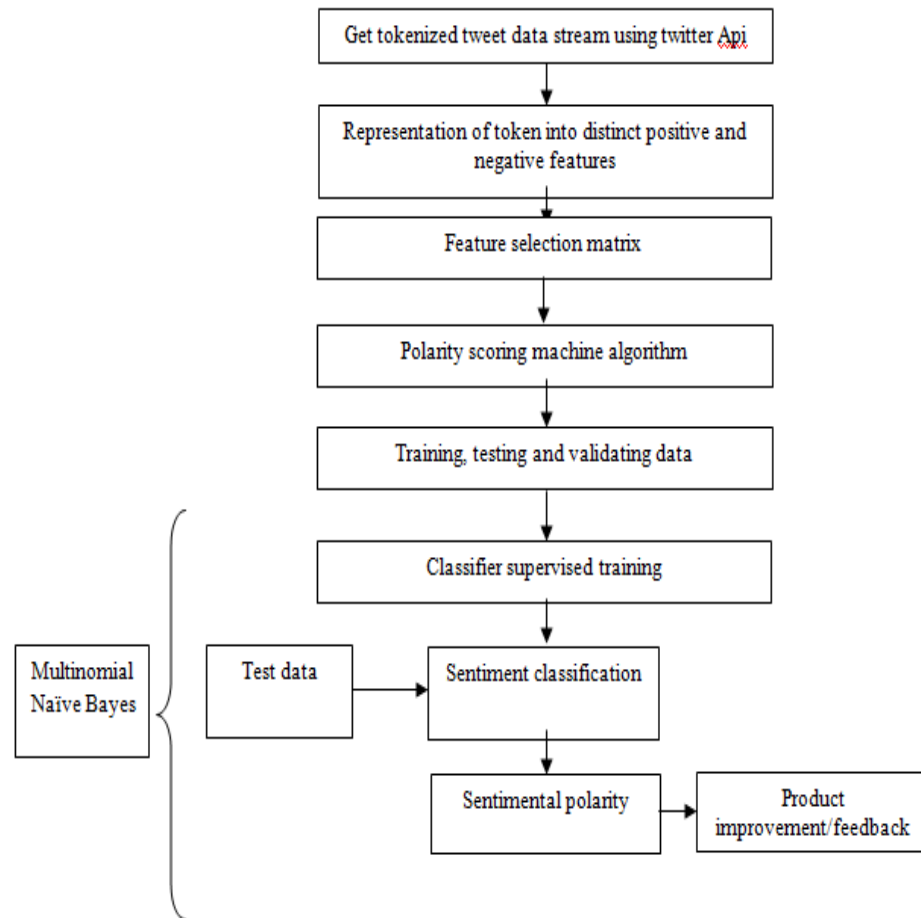 Get tokenized tweet data stream using twitter Api
Representation of token into distinct positive and
negative features
Feature selection matrix
Polarity scoring machine algorithm
Training, testing and validating data
Classifier supervised training
Multinomial
Naïve Bayes
Test data
Sentiment classification
Sentimental polarity
Product
improvement/feedback